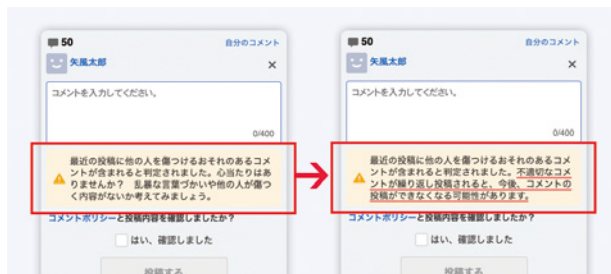 50 自分のコメント
矢風太郎 ×
コメントを入力してください。
0/400
最近の投稿に他の人を傷つけるおそれのあるコメ
ントが含まれると判定されました。心当たりはあ
りませんか? 乱暴な言葉づかいや他の人が傷つ
く内容がないか考えてみましょう。
コメントポリシーと投稿内容を確認しましたか?
はい、確認しました
投稿する
50 自分のコメント
矢風太郎 ×
コメントを入力してください。
0/400
最近の投稿に他の人を傷つけるおそれのあるコメ
ントが含まれると判定されました。不適切なコメ
ントが繰り返し投稿されると、今後、コメントの
投稿ができなくなる可能性があります。
コメントポリシーと投稿内容を確認しましたか?
はい、確認しました
投稿する